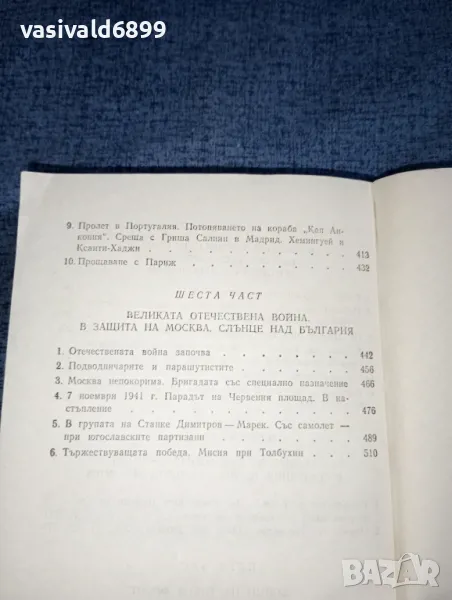 vasivald6899
9. Пролет в Португалия. Потопяването на кораба „Кап Ан-
кония". Среща с Гриша Салнин в Мадрид. Хемингуей и
Ксанти-Хаджи . . . . . . . . 413
10. Прощаване с Париж . . . . . . . 432
ШЕСТА ЧАСТ
ВЕЛИКАТА ОТЕЧЕСТВЕНА ВОЙНА.
В ЗАЩИТА НА МОСКВА. СЛЪНЦЕ НАД БЪЛГАРИЯ
1. Отечествената война започва . . . . . . 442
2. Подводничарите и парашутистите . . . . . 456
3. Москва непокорима. Бригадата със специално назначение 466
4. 7 ноември 1941 г. Парадът на Червения площад. В на-
стъпление . . . . . . . . . 476
5. В групата на Станке Димитров — Марек. Със самолет —
при югославските партизани . . . . . . 489
6. Тържествуващата победа. Мисия при Толбухин . . . 510
BAZAR